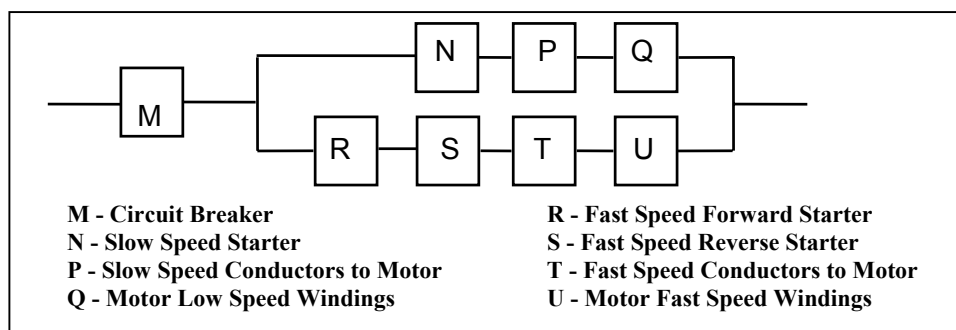 N P Q
M
R S T U
M - Circuit Breaker
N - Slow Speed Starter
P - Slow Speed Conductors to Motor
Q - Motor Low Speed Windings
R - Fast Speed Forward Starter
S - Fast Speed Reverse Starter
T - Fast Speed Conductors to Motor
U - Motor Fast Speed Windings